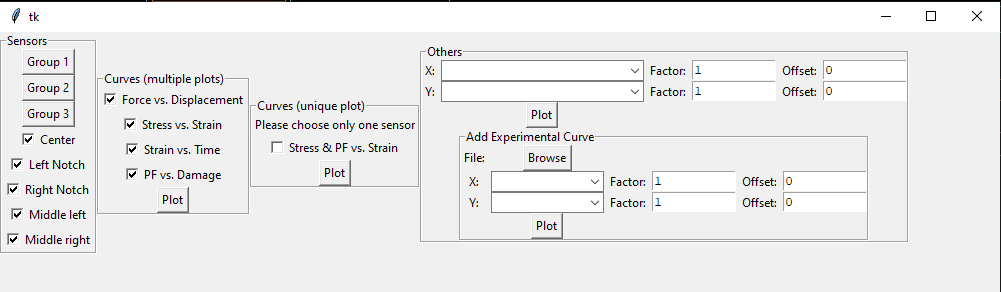 tk
Sensors
Group 1
Group 2
Group 3
Center
Left Notch
Right Notch
Middle left
Middle right
Curves (multiple plots)
Force vs. Displacement
Stress vs. Strain
Strain vs. Time
PF vs. Damage
Plot
Curves (unique plot)
Please choose only one sensor
Stress & PF vs. Strain
Plot
Others
X: Factor: 1 Offset: 0
Y: Factor: 1 Offset: 0
Plot
Add Experimental Curve
File: Browse
X: Factor: 1 Offset: 0
Y: Factor: 1 Offset: 0
Plot